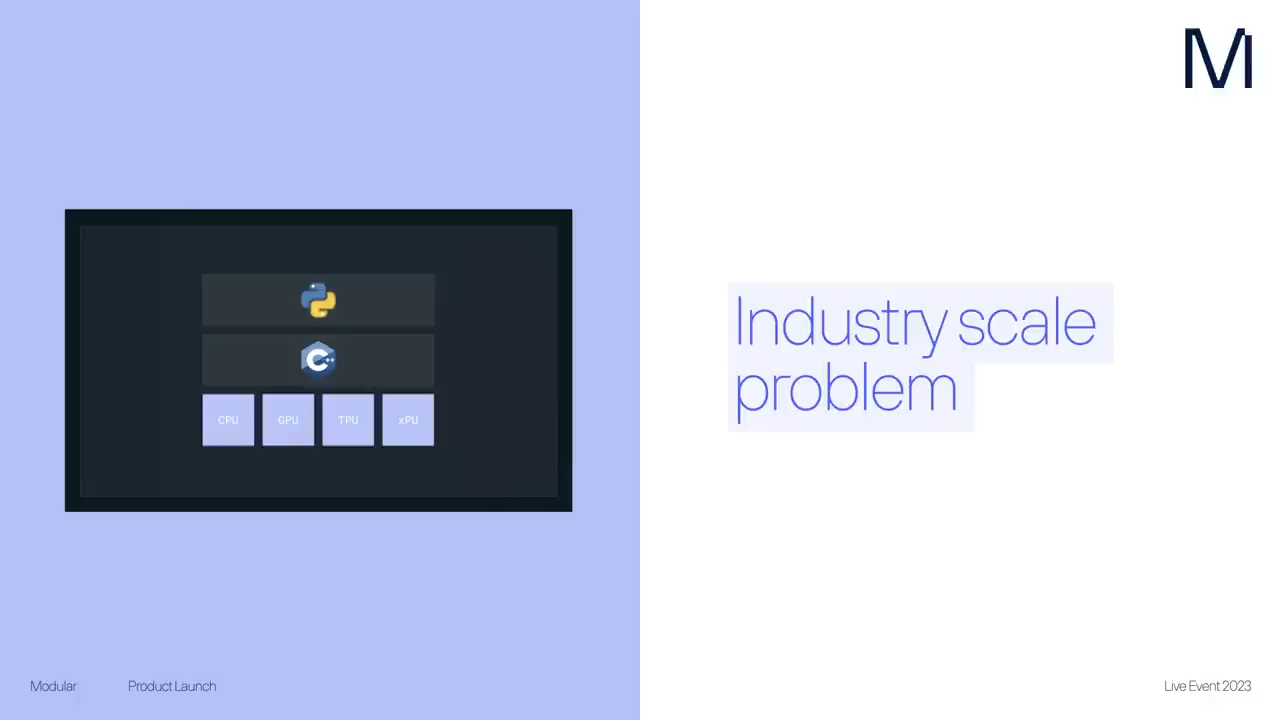 M
Industry scale
problem
C++
CPU GPU TPU xPU
Modular Product Launch
Live Event 2023